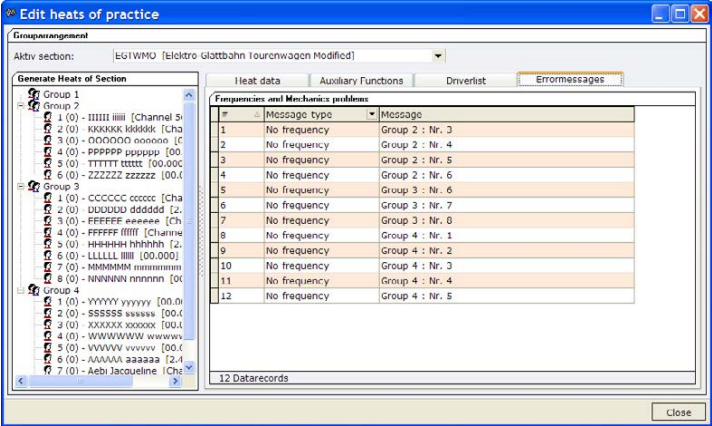 Edit heats of practice
Grouparrangement
Aktiv section: EGTWMO [Elektro-Glattbahn Tourenwagen Modified]
Generate Heats of Section
Group 1
Group 2
1 (0) - IIIIII iiiiii [Channel 5
2 (0) - KKKKKK kkkkkk [Cha
3 (0) - OOOOOO oooooo [C
4 (0) - PPPPPP pppppp [00.
5 (0) - TTTTTT tttttt [00.000
6 (0) - ZZZZZZ zzzzzz [00.0
Group 3
1 (0) - CCCCCC cccccc [Cha
2 (0) - DDDDDD dddddd [2.
3 (0) - EEEEEE eeeeee [Ch
4 (0) - FFFFFF ffffff [Channe
5 (0) - HHHHHH hhhhhh [2.
6 (0) - LLLLLL llllll [00.000]
7 (0) - MMMMMM mmmmmm
8 (0) - NNNNNN nnnnnn [00
Group 4
1 (0) - YYYYYY yyyyyy [00.0
2 (0) - SSSSSS ssssss [00.0
3 (0) - XXXXXX xxxxxx [00.0
4 (0) - WWWWWW wwwww
5 (0) - VVVVVV vvvvvv [00.0
6 (0) - AAAAAA aaaaaa [2.4
7 (0) - Aebi Jacqueline [Cha
Heat data Auxiliary Functions Driverlist Errormessages
Frequencies and Mechanics problems
# Message type Message
1 No frequency Group 2 : Nr. 3
2 No frequency Group 2 : Nr. 4
3 No frequency Group 2 : Nr. 5
4 No frequency Group 2 : Nr. 6
5 No frequency Group 3 : Nr. 6
6 No frequency Group 3 : Nr. 7
7 No frequency Group 3 : Nr. 8
8 No frequency Group 4 : Nr. 1
9 No frequency Group 4 : Nr. 2
10 No frequency Group 4 : Nr. 3
11 No frequency Group 4 : Nr. 4
12 No frequency Group 4 : Nr. 5
12 Datarecords
Close